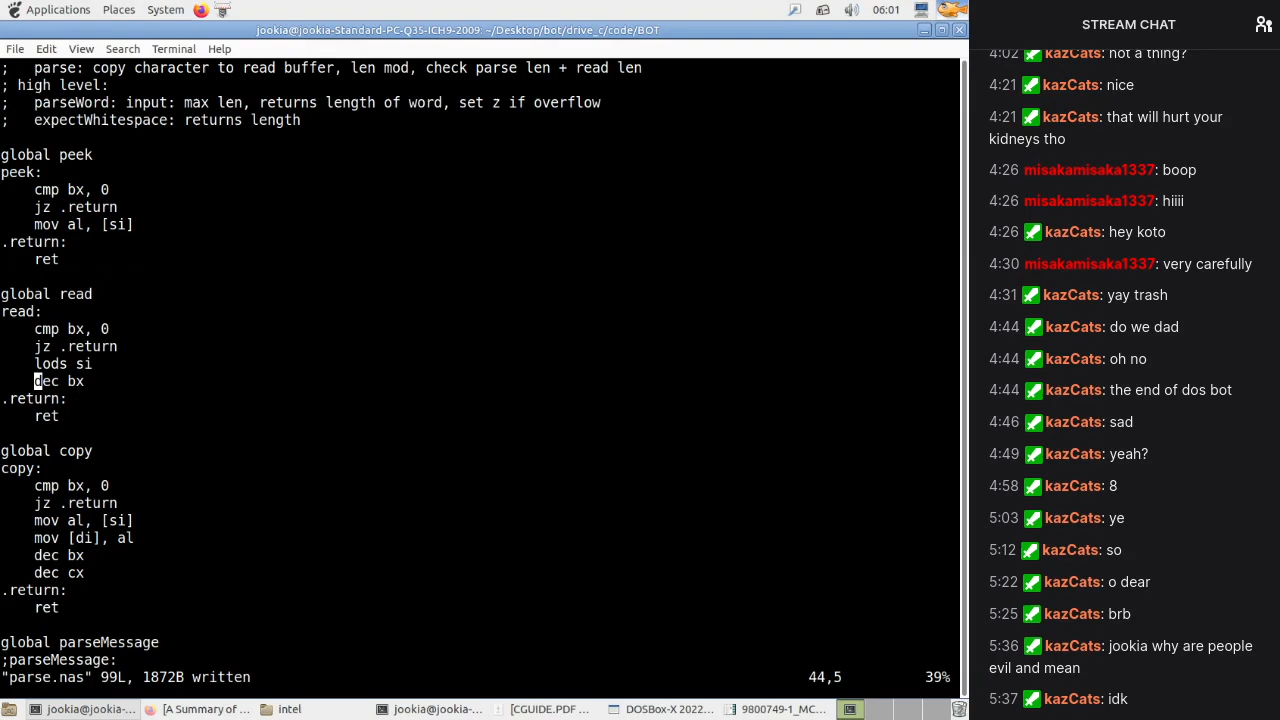 Applications Places System 06:01
jookia@jookia-Standard-PC-Q35-ICH9-2009: ~/Desktop/bot/drive_c/code/BOT
File Edit View Search Terminal Help
;   parse: copy character to read buffer, len mod, check parse len + read len
; high level:
;   parseWord: input: max len, returns length of word, set z if overflow
;   expectWhitespace: returns length
global peek
peek:
    cmp bx, 0
    jz .return
    mov al, [si]
.return:
    ret
global read
read:
    cmp bx, 0
    jz .return
    lods si
    dec bx
.return:
    ret
global copy
copy:
    cmp bx, 0
    jz .return
    mov al, [si]
    mov [di], al
    dec bx
    dec cx
.return:
    ret
global parseMessage
;parseMessage:
"parse.nas" 99L, 1872B written 44,5 39%
jookia@jookia-... [A Summary of ... intel jookia@jookia-... [CGUIDE.PDF ... DOSBox-X 2022... 9800749-1_MC...
STREAM CHAT
4:02 kazCats: not a thing?
4:21 kazCats: nice
4:21 kazCats: that will hurt your
kidneys tho
4:26 misakamisaka1337: boop
4:26 misakamisaka1337: hiiii
4:26 kazCats: hey koto
4:30 misakamisaka1337: very carefully
4:31 kazCats: yay trash
4:44 kazCats: do we dad
4:44 kazCats: oh no
4:44 kazCats: the end of dos bot
4:46 kazCats: sad
4:49 kazCats: yeah?
4:58 kazCats: 8
5:03 kazCats: ye
5:12 kazCats: so
5:22 kazCats: o dear
5:25 kazCats: brb
5:36 kazCats: jookia why are people
evil and mean
5:37 kazCats: idk